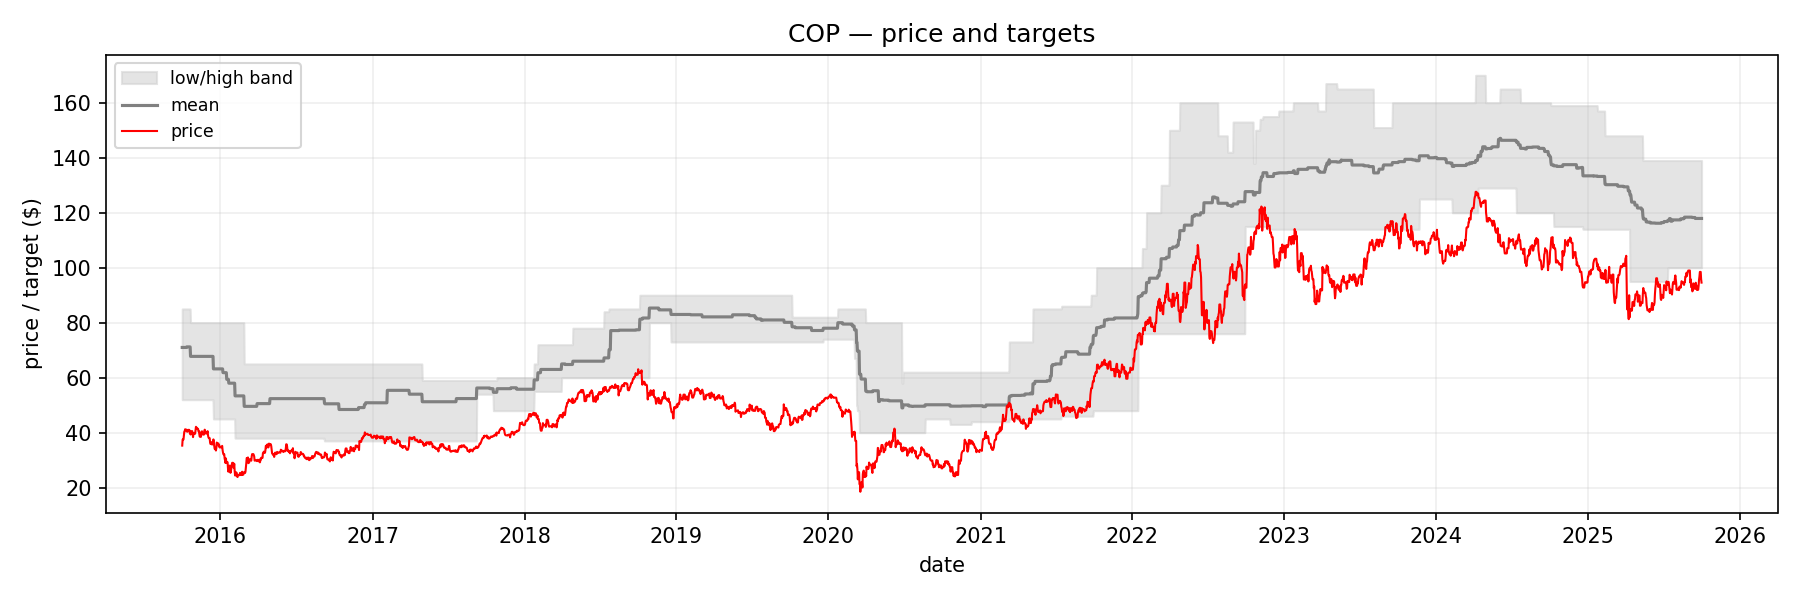 COP — price and targets
low/high band
mean
price
price / target ($)
160
140
120
100
80
60
40
20
2016 2017 2018 2019 2020 2021 2022 2023 2024 2025 2026
date